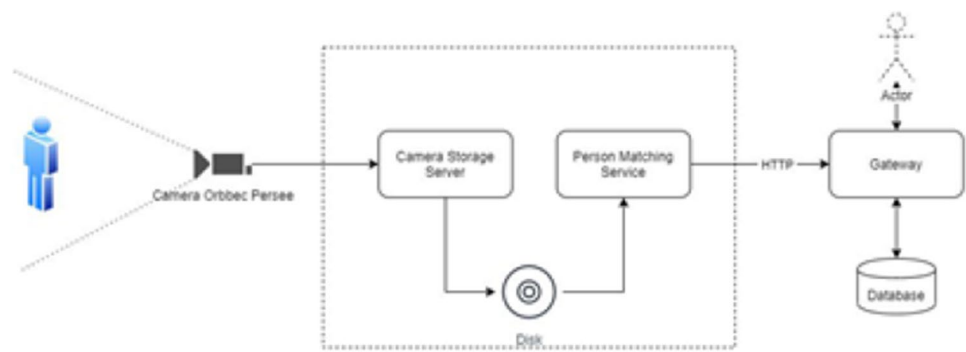 Camera Orbbec Persee
Camera Storage
Server
Disk
Person Matching
Service
HTTP
Actor
Gateway
Database